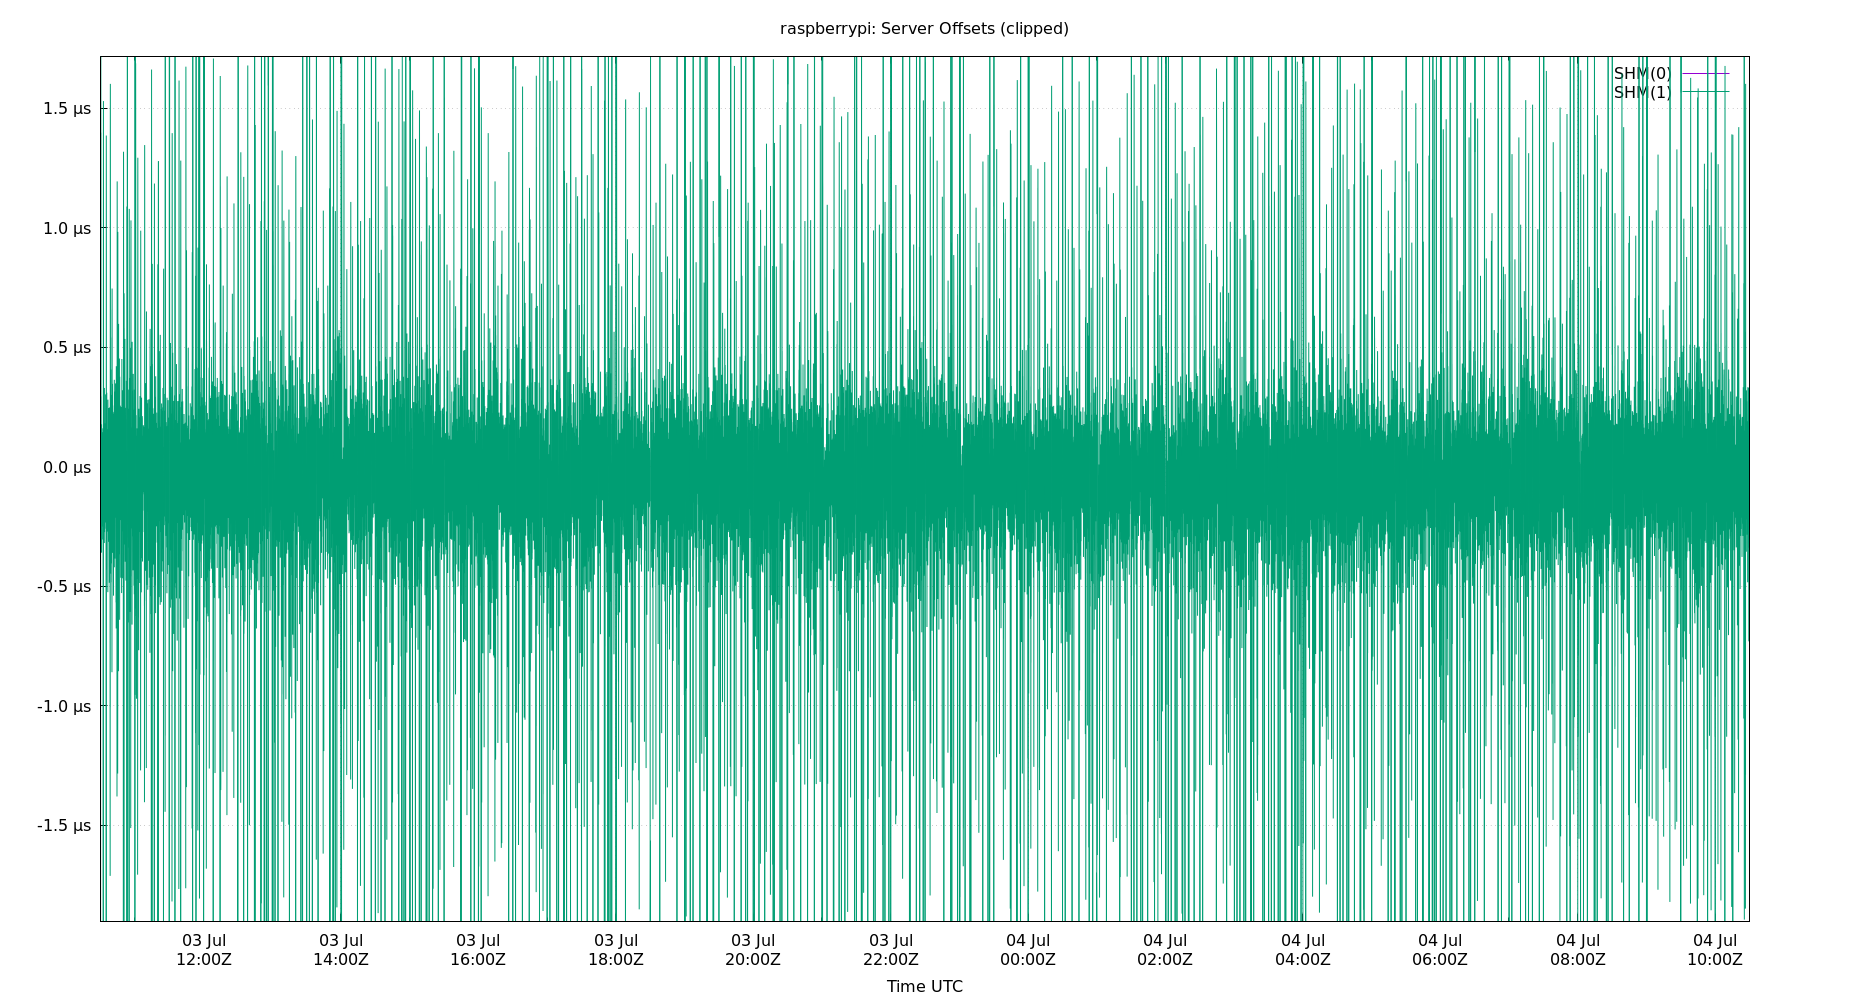 raspberrypi: Server Offsets (clipped)
SHM(0)
SHM(1)
1.5 µs
1.0 µs
0.5 µs
0.0 µs
-0.5 µs
-1.0 µs
-1.5 µs
03 Jul 03 Jul 03 Jul 03 Jul 03 Jul 03 Jul 04 Jul 04 Jul 04 Jul 04 Jul 04 Jul 04 Jul
12:00Z 14:00Z 16:00Z 18:00Z 20:00Z 22:00Z 00:00Z 02:00Z 04:00Z 06:00Z 08:00Z 10:00Z
Time UTC